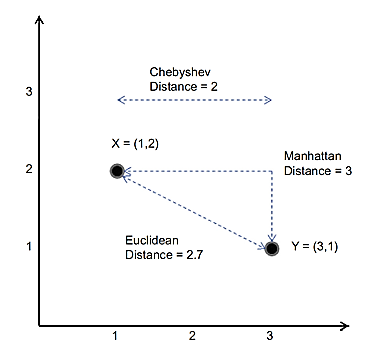 Chebyshev
Distance = 2
3
X = (1,2)
2
Manhattan
Distance = 3
Euclidean
Distance = 2.7
1
Y = (3,1)
1 2 3